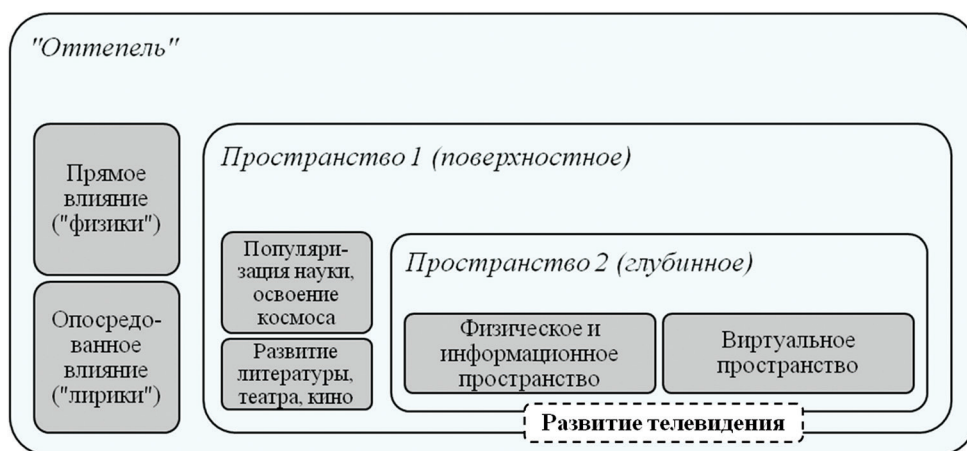 "Оттепель"
Прямое
влияние
("физики")
Опосредо-
ванное
влияние
("лирики")
Пространство 1 (поверхностное)
Популяри-
зация науки,
освоение
космоса
Развитие
литературы,
театра, кино
Пространство 2 (глубинное)
Физическое и
информационное
пространство
Виртуальное
пространство
Развитие телевидения